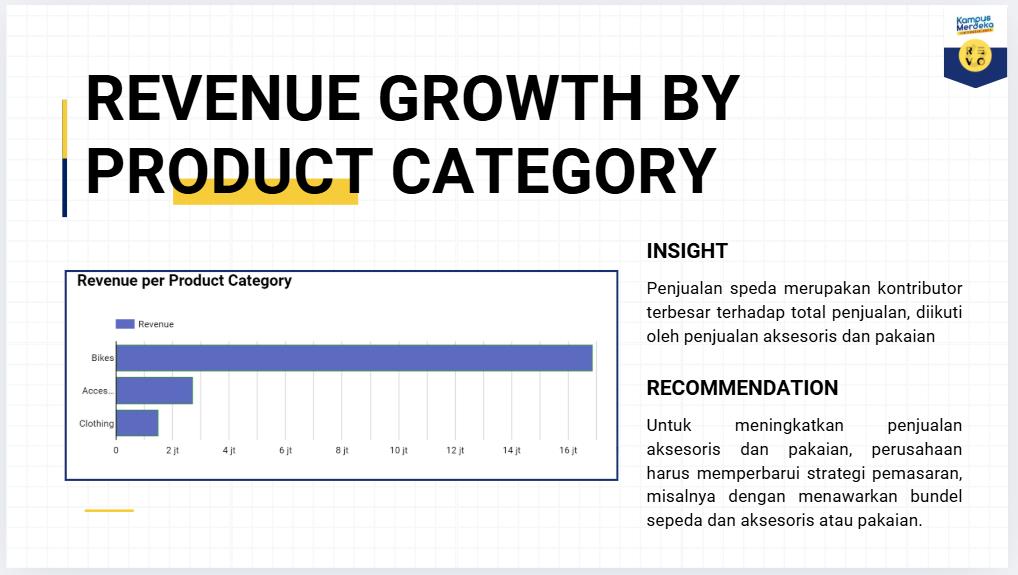 Kampus
Merdeka
REVENUE GROWTH BY
PRODUCT CATEGORY
Revenue per Product Category
Revenue
Bikes
Acces...
Clothing
0 2 jt 4 jt 6 jt 8 jt 10 jt 12 jt 14 jt 16 jt
INSIGHT
Penjualan speda merupakan kontributor
terbesar terhadap total penjualan, diikuti
oleh penjualan aksesoris dan pakaian
RECOMMENDATION
Untuk meningkatkan penjualan
aksesoris dan pakaian, perusahaan
harus memperbarui strategi pemasaran,
misalnya dengan menawarkan bundel
sepeda dan aksesoris atau pakaian.